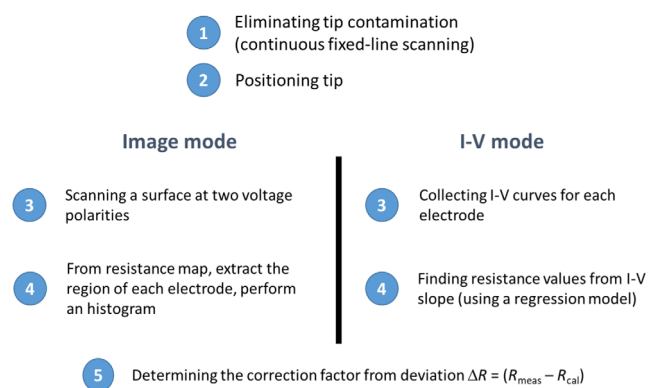 1
Eliminating tip contamination
(continuous fixed-line scanning)
2
Positioning tip
Image mode
3
Scanning a surface at two voltage
polarities
4
From resistance map, extract the
region of each electrode, perform
an histogram
I-V mode
3
Collecting I-V curves for each
electrode
4
Finding resistance values from I-V
slope (using a regression model)
5
Determining the correction factor from deviation ΔR = (Rmeas – Rcal)